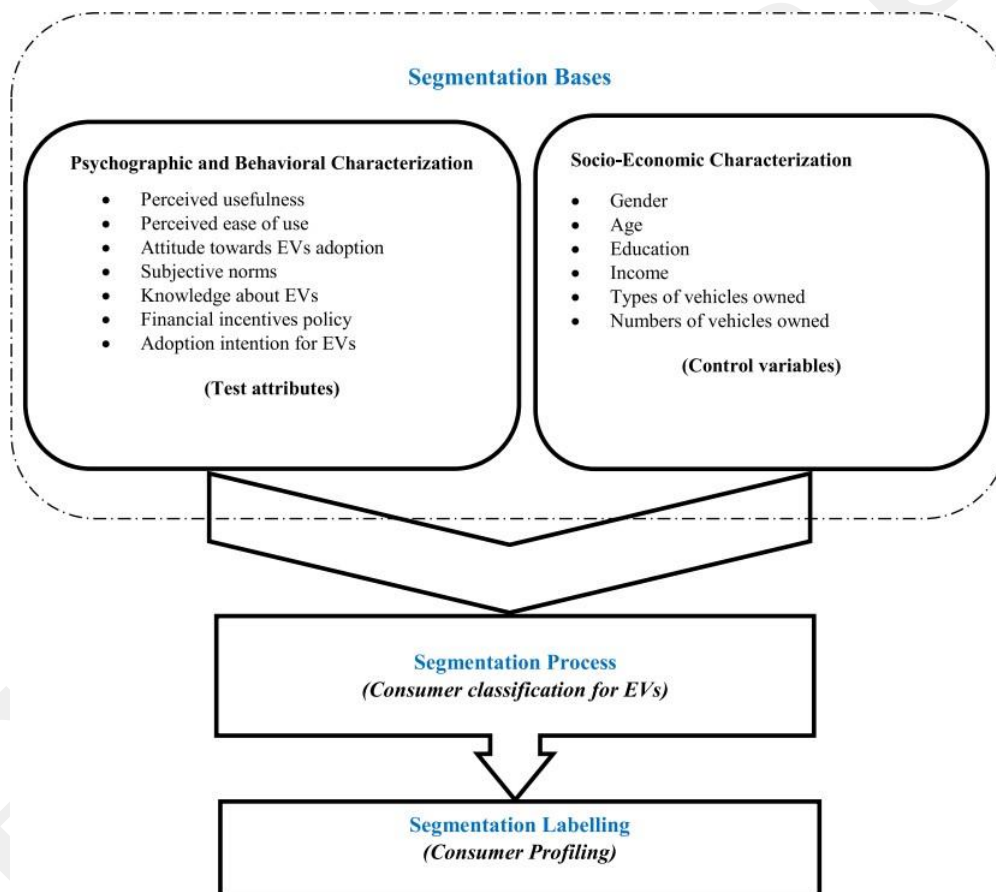 Segmentation Bases
Psychographic and Behavioral Characterization
• Perceived usefulness
• Perceived ease of use
• Attitude towards EVs adoption
• Subjective norms
• Knowledge about EVs
• Financial incentives policy
• Adoption intention for EVs
(Test attributes)
Socio-Economic Characterization
• Gender
• Age
• Education
• Income
• Types of vehicles owned
• Numbers of vehicles owned
(Control variables)
Segmentation Process
(Consumer classification for EVs)
Segmentation Labelling
(Consumer Profiling)